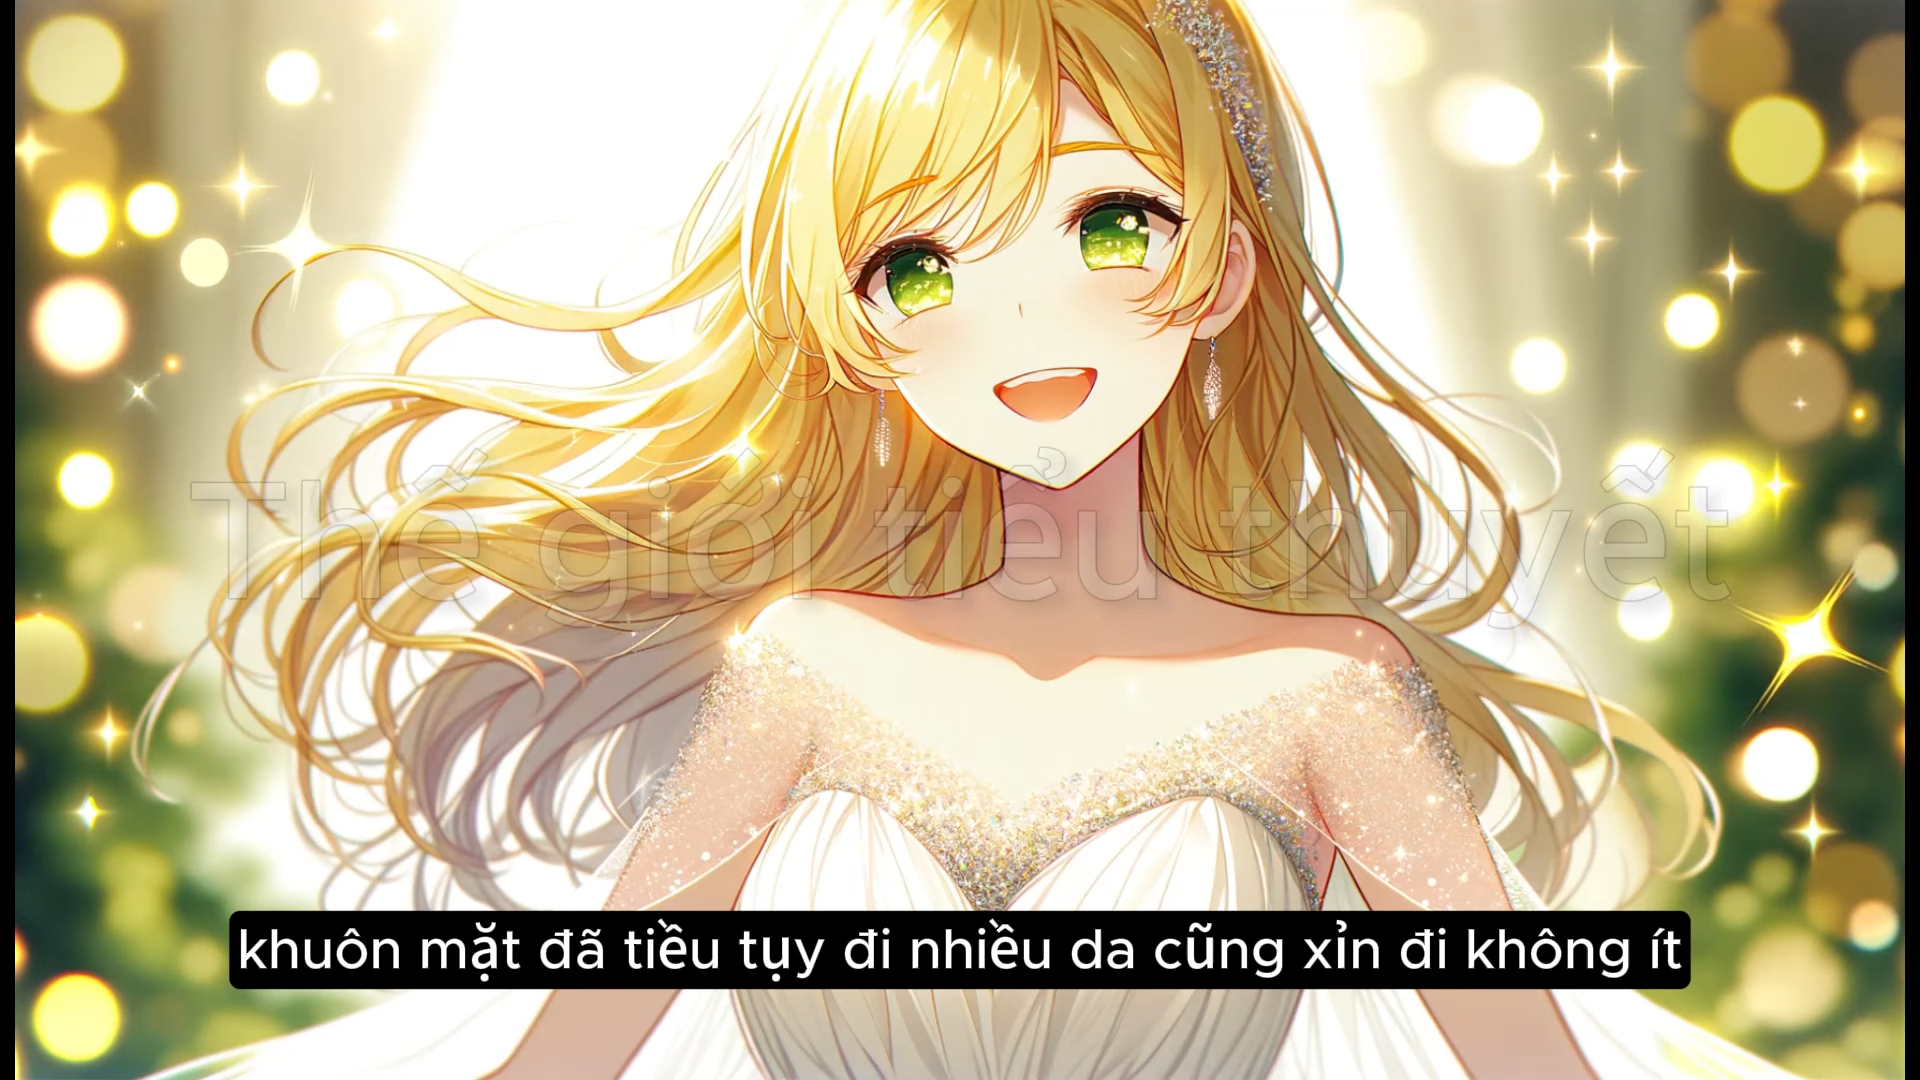 Thế giới tiểu thuyết
khuôn mặt đã tiều tụy đi nhiều da cũng xỉn đi không ít